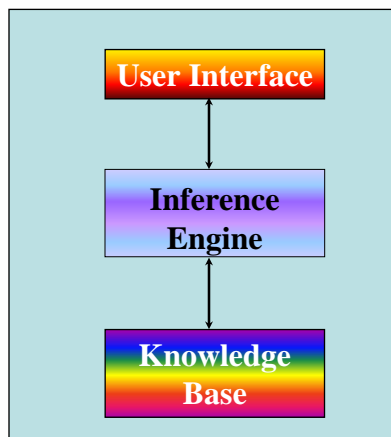 User Interface
Inference
Engine
Knowledge
Base